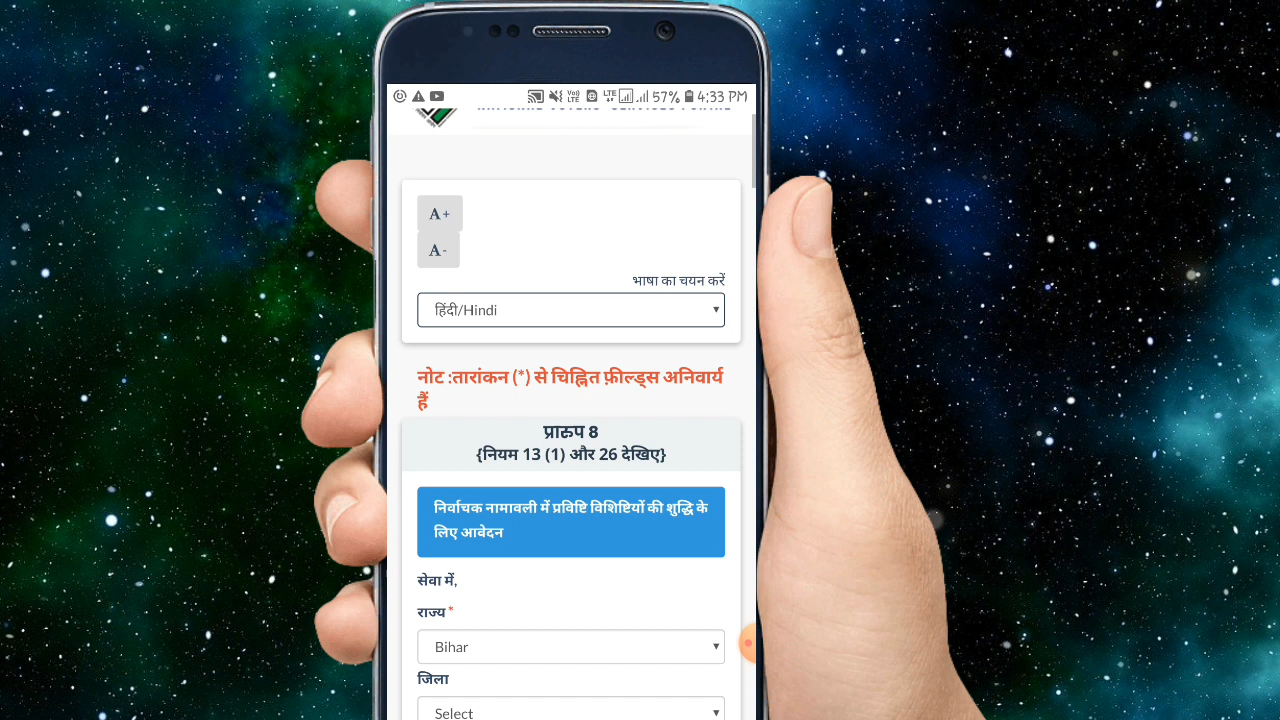 57% 4:33 PM
A+
A-
भाषा का चयन करें
हिंदी/Hindi
नोट :तारांकन (*) से चिह्नित फ़ील्ड्स अनिवार्य
हैं
प्रारुप 8
{नियम 13 (1) और 26 देखिए}
निर्वाचक नामावली में प्रविष्टि विशिष्टियों की शुद्धि के
लिए आवेदन
सेवा में,
राज्य *
Bihar
जिला
Select